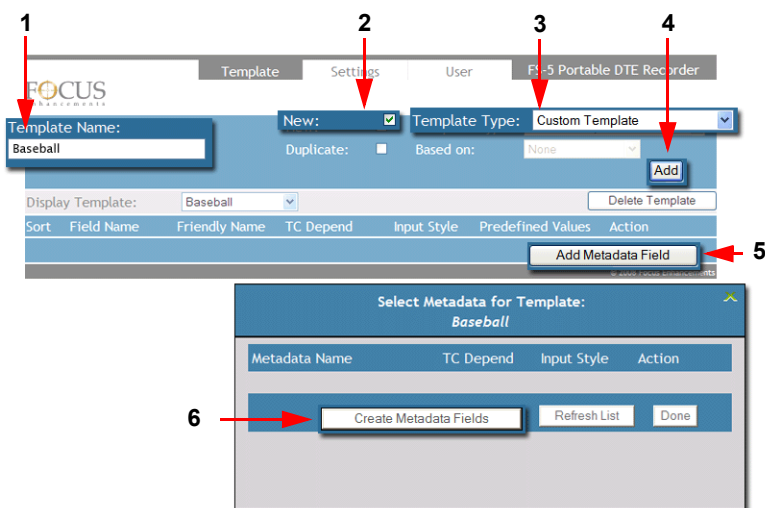 1 2 3 4
Template Settings User FS-5 Portable DTE Recorder
FOCUS
enhancements
Template Name: New: Template Type: Custom Template
Baseball Duplicate: Based on: None
Add
Display Template: Baseball Delete Template
Sort Field Name Friendly Name TC Depend Input Style Predefined Values Action
Add Metadata Field 5
© 2006 Focus Enhancements
Select Metadata for Template:
Baseball
Metadata Name TC Depend Input Style Action
6 Create Metadata Fields Refresh List Done